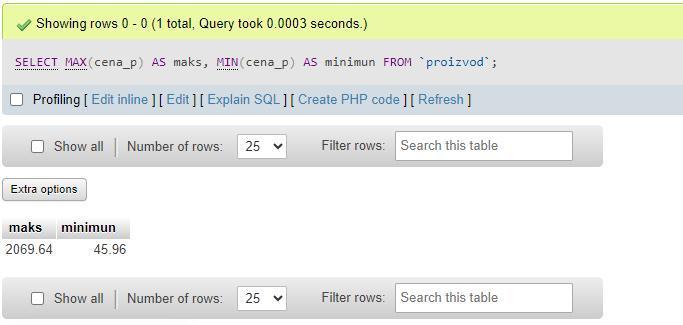 Showing rows 0 - 0 (1 total, Query took 0.0003 seconds.)
SELECT MAX(cena_p) AS maks, MIN(cena_p) AS minimun FROM `proizvod`;
Profiling [ Edit inline ] [ Edit ] [ Explain SQL ] [ Create PHP code ] [ Refresh ]
Show all Number of rows: 25 Filter rows: Search this table
Extra options
maks minimun
2069.64 45.96
Show all Number of rows: 25 Filter rows: Search this table